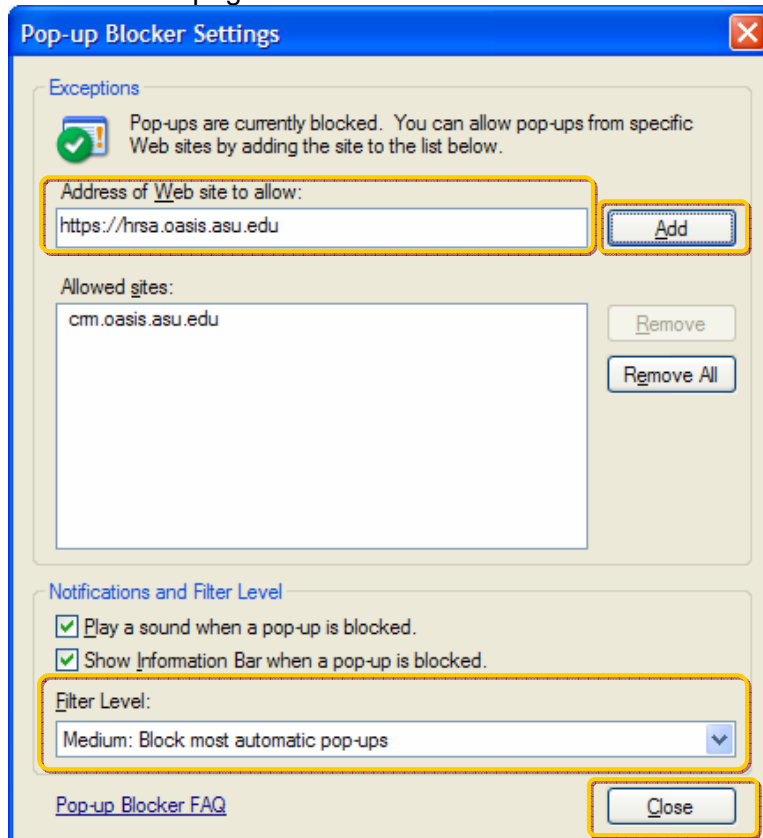 Pop-up Blocker Settings
Exceptions
Pop-ups are currently blocked. You can allow pop-ups from specific
Web sites by adding the site to the list below.
Address of Web site to allow:
https://hrsa.oasis.asu.edu
Add
Allowed sites:
crm.oasis.asu.edu
Remove
Remove All
Notifications and Filter Level
Play a sound when a pop-up is blocked.
Show Information Bar when a pop-up is blocked.
Filter Level:
Medium: Block most automatic pop-ups
Pop-up Blocker FAQ
Close